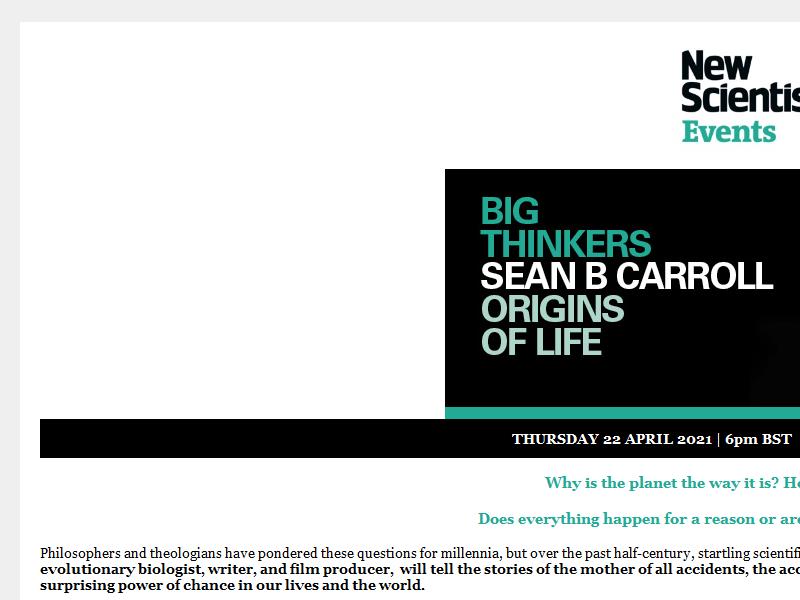 New
Scientis
Events
BIG
THINKERS
SEAN B CARROLL
ORIGINS
OF LIFE
THURSDAY 22 APRIL 2021 | 6pm BST
Why is the planet the way it is? Ho
Does everything happen for a reason or are
Philosophers and theologians have pondered these questions for millennia, but over the past half-century, startling scientifi
evolutionary biologist, writer, and film producer, will tell the stories of the mother of all accidents, the acc
surprising power of chance in our lives and the world.